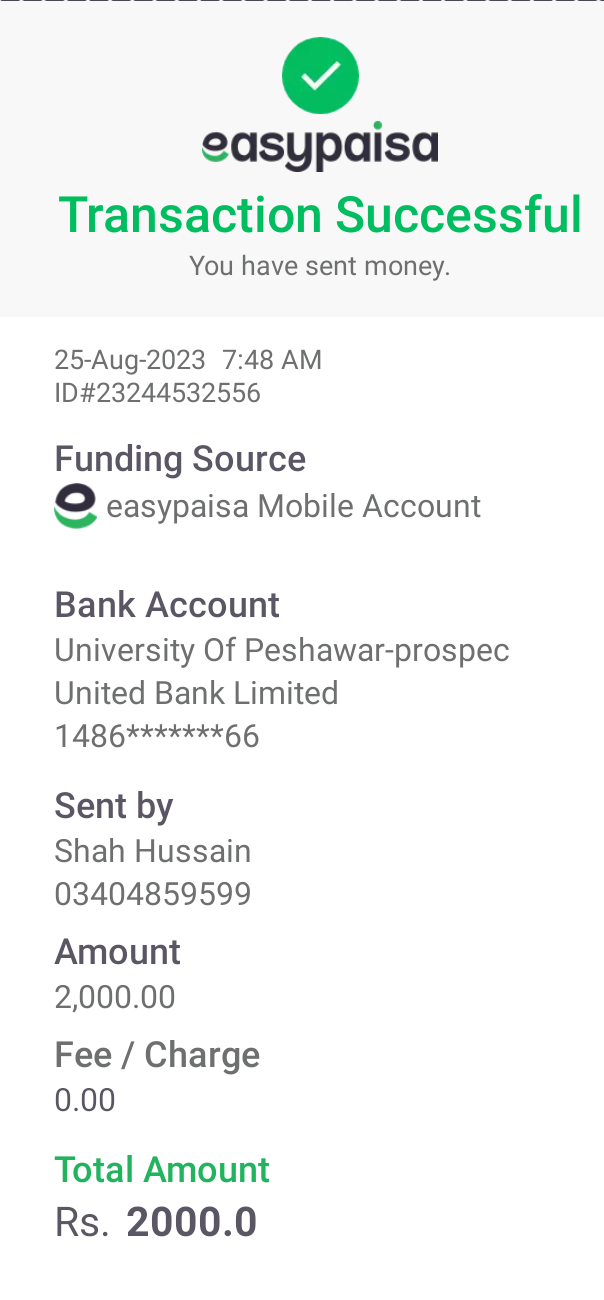 easypaisa
Transaction Successful
You have sent money.
25-Aug-2023 7:48 AM
ID#23244532556
Funding Source
easypaisa Mobile Account
Bank Account
University Of Peshawar-prospec
United Bank Limited
1486*******66
Sent by
Shah Hussain
03404859599
Amount
2,000.00
Fee / Charge
0.00
Total Amount
Rs. 2000.0